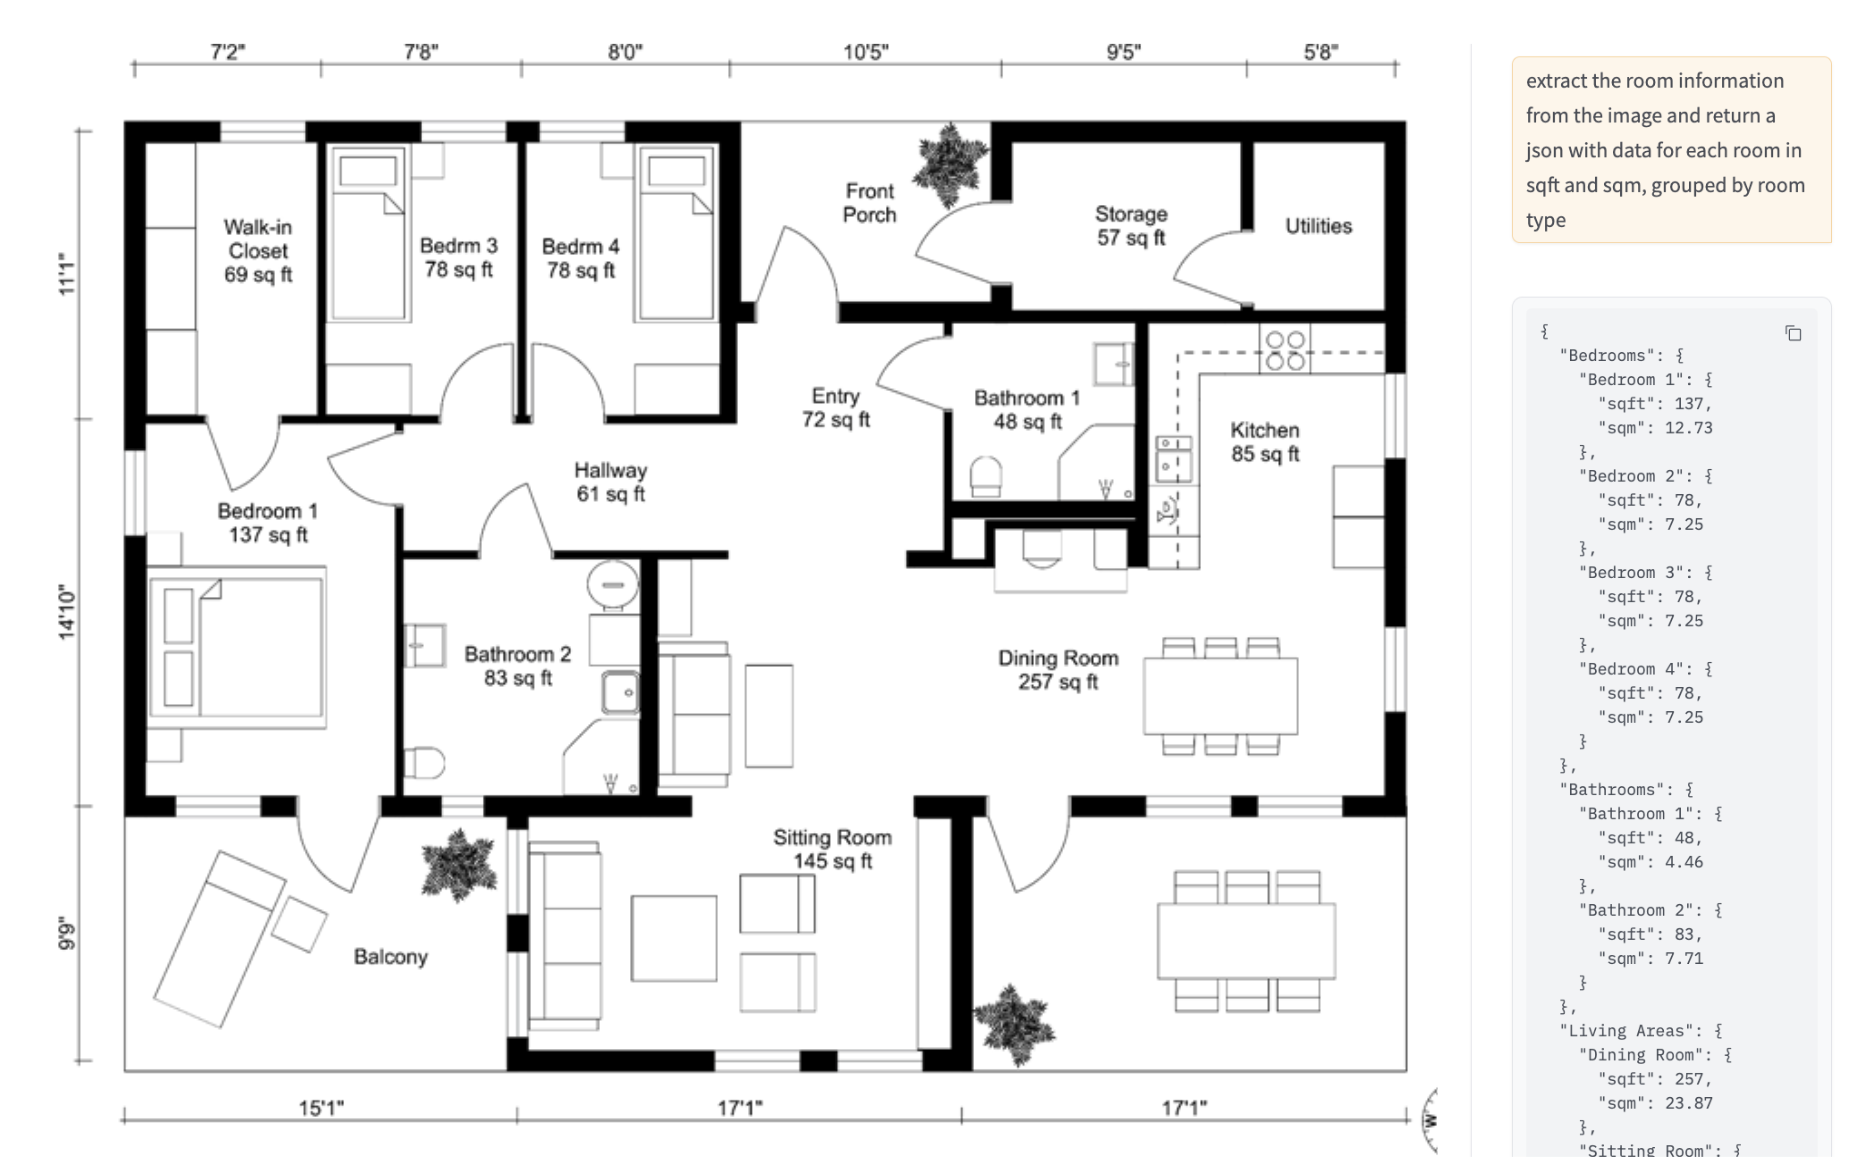 7'2"
7'8"
8'0"
10'5"
9'5"
5'8"
11'1"
14'10"
9'9"
Walk-in
Closet
69 sq ft
Bedrm 3
78 sq ft
Bedrm 4
78 sq ft
Front
Porch
Storage
57 sq ft
Utilities
Entry
72 sq ft
Bathroom 1
48 sq ft
Kitchen
85 sq ft
Hallway
61 sq ft
Bedroom 1
137 sq ft
Bathroom 2
83 sq ft
Dining Room
257 sq ft
Sitting Room
145 sq ft
Balcony
15'1"
17'1"
17'1"
W
extract the room information
from the image and return a
json with data for each room in
sqft and sqm, grouped by room
type
{
"Bedrooms": {
"Bedroom 1": {
"sqft": 137,
"sqm": 12.73
},
"Bedroom 2": {
"sqft": 78,
"sqm": 7.25
},
"Bedroom 3": {
"sqft": 78,
"sqm": 7.25
},
"Bedroom 4": {
"sqft": 78,
"sqm": 7.25
}
},
"Bathrooms": {
"Bathroom 1": {
"sqft": 48,
"sqm": 4.46
},
"Bathroom 2": {
"sqft": 83,
"sqm": 7.71
}
},
"Living Areas": {
"Dining Room": {
"sqft": 257,
"sqm": 23.87
},
"Sitting Room": {